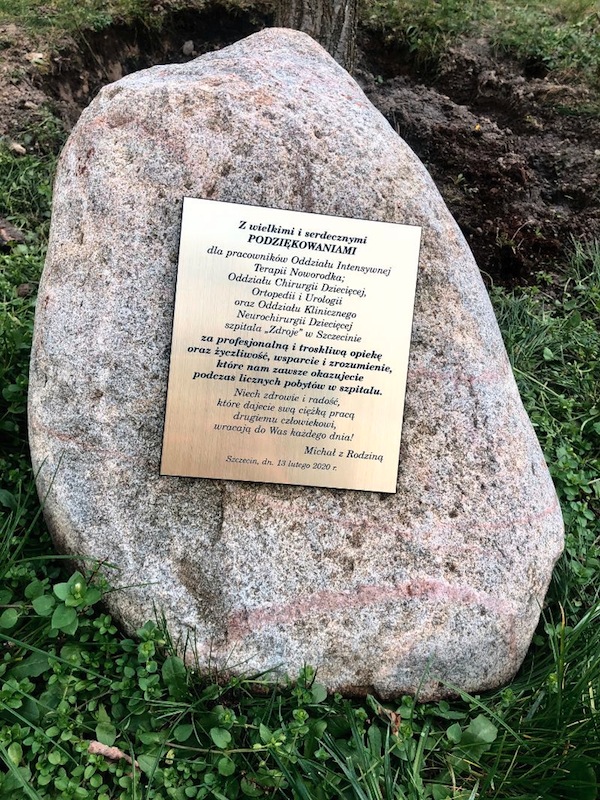 Z wielkimi i serdecznymi
PODZIĘKOWANIAMI
dla pracowników Oddziału Intensywnej
Terapii Noworodka;
Oddziału Chirurgii Dziecięcej,
Ortopedii i Urologii
oraz Oddziału Klinicznego
Neurochirurgii Dziecięcej
szpitala „Zdroje” w Szczecinie
za profesjonalną i troskliwą opiekę
oraz życzliwość, wsparcie i zrozumienie,
które nam zawsze okazujecie
podczas licznych pobytów w szpitalu.
Niech zdrowie i radość,
które dajecie swą ciężką pracą
drugiemu człowiekowi,
wracają do Was każdego dnia!
Michał z Rodziną
Szczecin, dn. 13 lutego 2020 r.